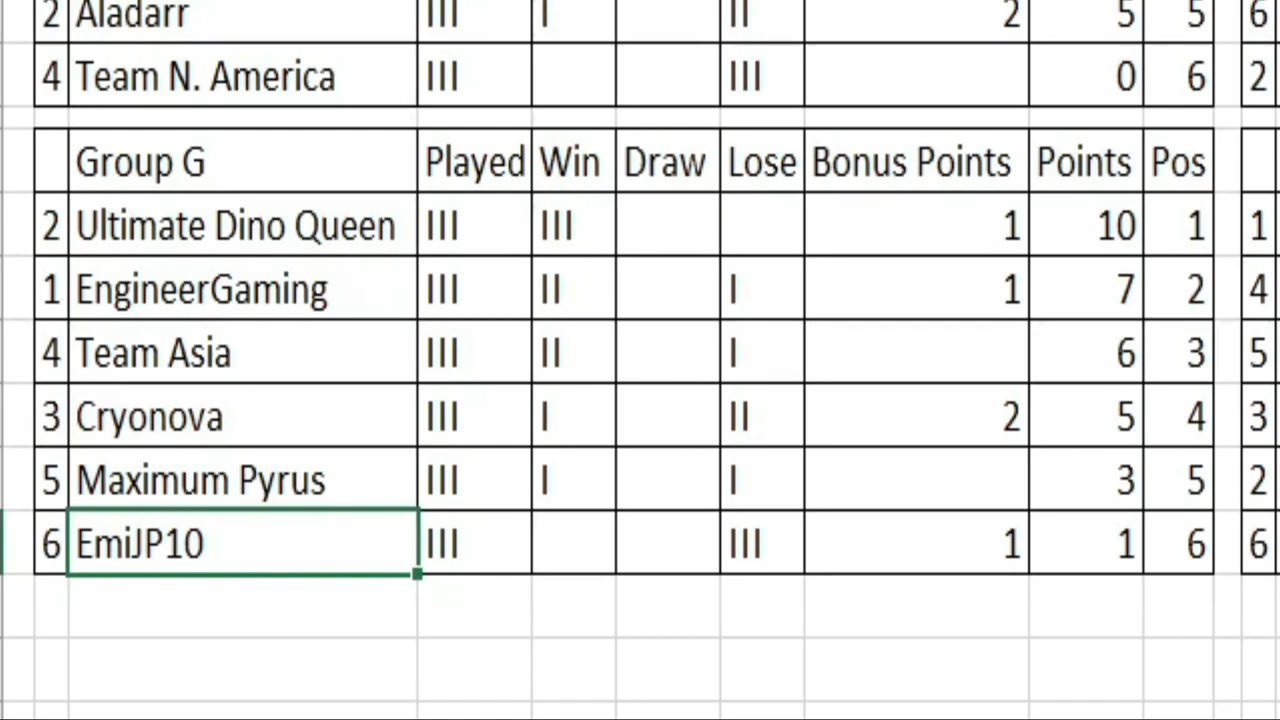 2 Aladarr III I II 2 5 5 6
4 Team N. America III III 0 6 2
Group G Played Win Draw Lose Bonus Points Points Pos
2 Ultimate Dino Queen III III 1 10 1 1
1 EngineerGaming III II I 1 7 2 4
4 Team Asia III II I 6 3 5
3 Cryonova III I II 2 5 4 3
5 Maximum Pyrus III I I 3 5 2
6 EmiJP10 III III 1 1 6 6